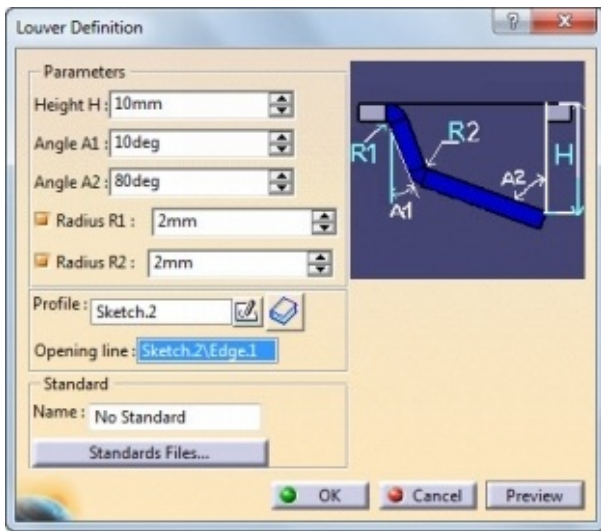 Louver Definition
Parameters
Height H : 10mm
Angle A1 : 10deg
Angle A2 : 80deg
Radius R1 : 2mm
Radius R2 : 2mm
R1
R2
A1
A2
H
Profile : Sketch.2
Opening line : Sketch.2\Edge.1
Standard
Name : No Standard
Standards Files...
OK Cancel Preview